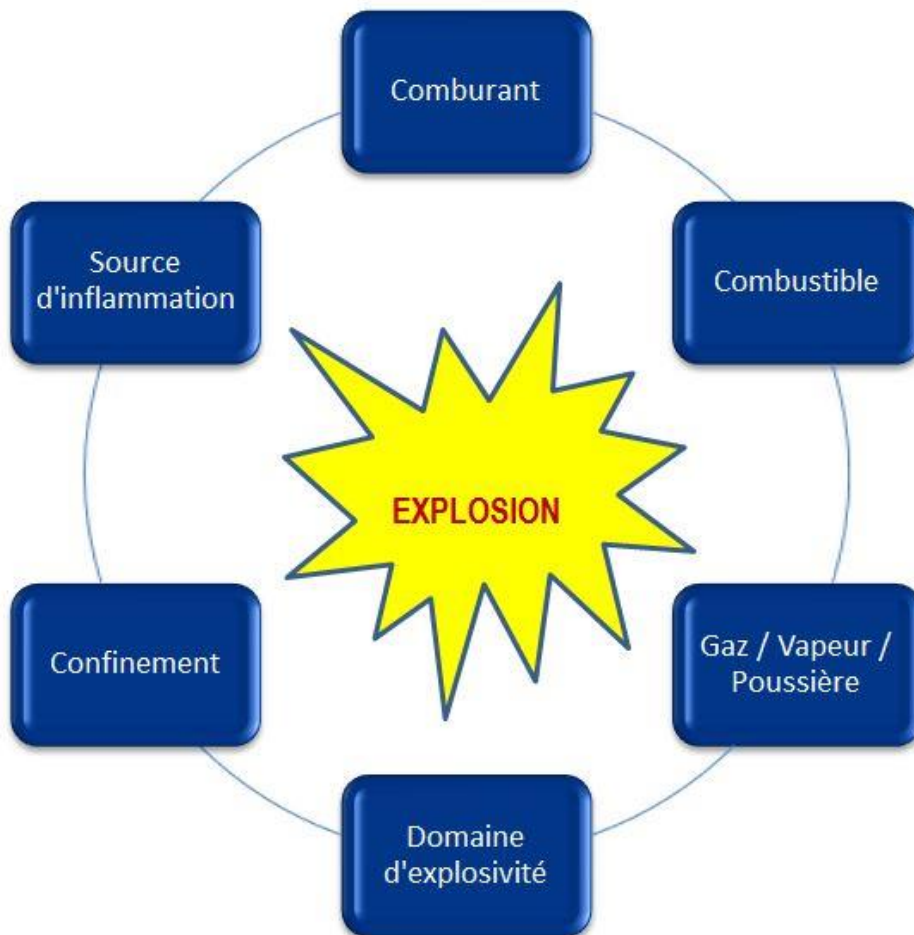 Comburant
Combustible
Gaz / Vapeur /
Poussière
Domaine
d'explosivité
Confinement
Source
d'inflammation
EXPLOSION